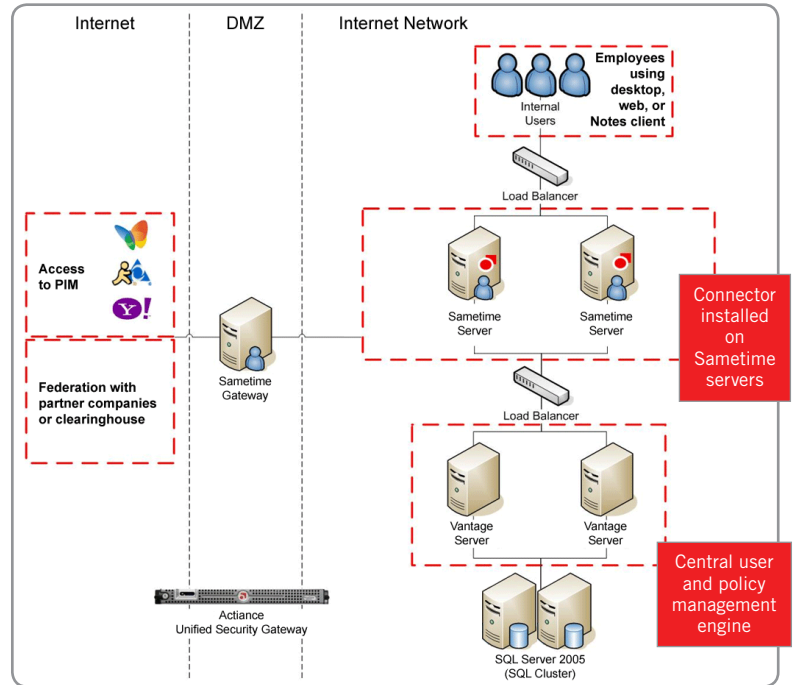 Internet
DMZ
Internet Network
Employees
using
desktop,
web, or
Notes client
Internal
Users
Load Balancer
Access
to PIM
Y!
Sametime
Server
Sametime
Server
Connector
installed
on
Sametime
servers
Sametime
Gateway
Federation with
partner companies
or clearinghouse
Load Balancer
Vantage
Server
Vantage
Server
Central user
and policy
management
engine
Actiance
Unified Security Gateway
SQL Server 2005
(SQL Cluster)